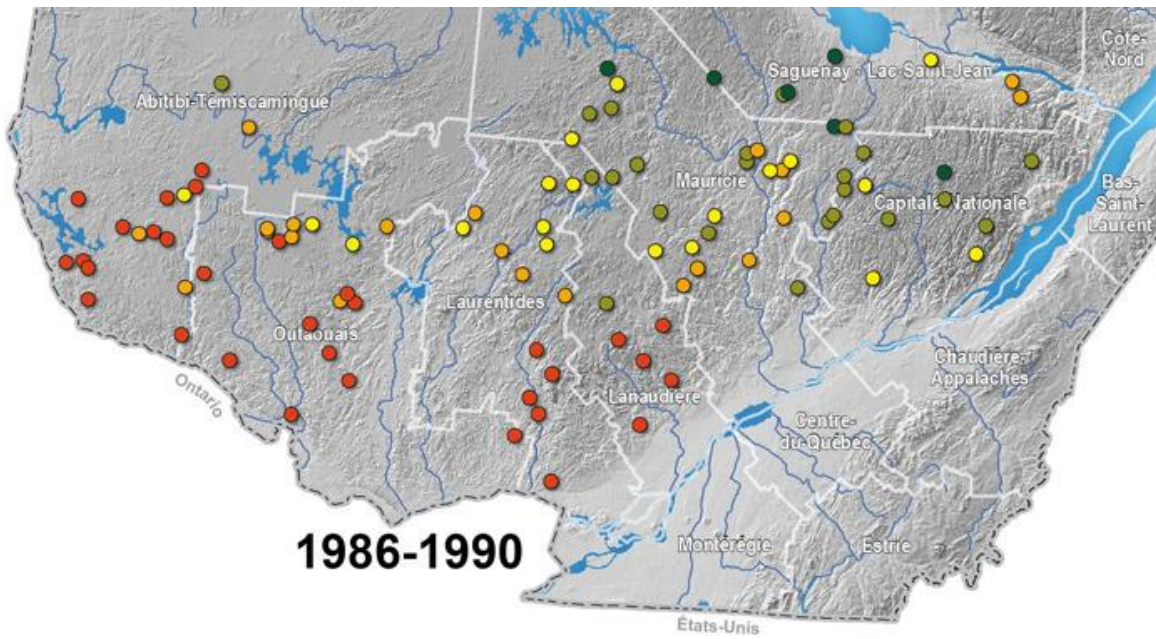 Côte-
Nord
Saguenay - Lac-Saint-Jean
Abitibi-Témiscamingue
Mauricie
Bas-
Saint-
Laurent
Capitale-Nationale
Laurentides
Outaouais
Ontario
Chaudière-
Appalaches
Lanaudière
Centre-
du-Québec
1986-1990
Montérégie
Estrie
États-Unis